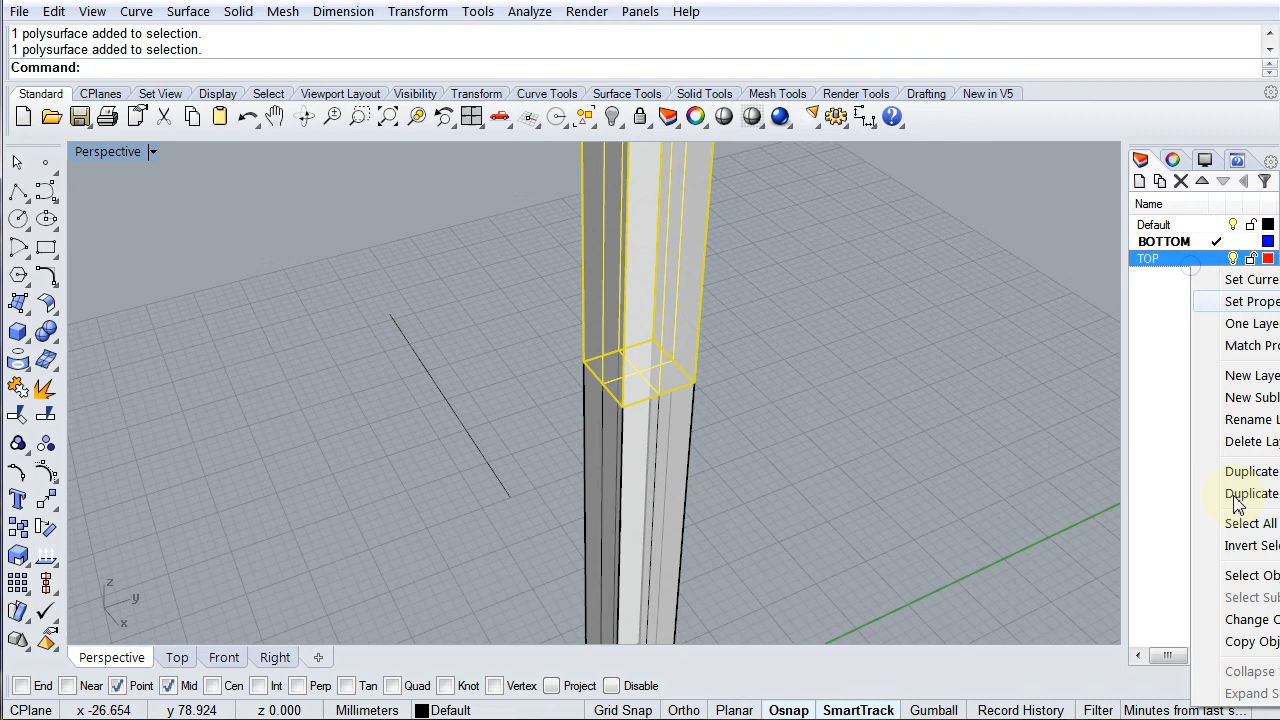 File Edit View Curve Surface Solid Mesh Dimension Transform Tools Analyze Render Panels Help
1 polysurface added to selection.
1 polysurface added to selection.
Command:
Standard CPlanes Set View Display Select Viewport Layout Visibility Transform Curve Tools Surface Tools Solid Tools Mesh Tools Render Tools Drafting New in V5
Perspective
Name
Default
BOTTOM
TOP
Set Curre
Set Prope
One Laye
Match Pro
New Laye
New Subl
Rename L
Delete Lay
Duplicate
Duplicate
Select All
Invert Sele
Select Ob
Select Sub
Change O
Copy Obj
Collapse S
Expand S
z
y
x
Perspective Top Front Right
End Near Point Mid Cen Int Perp Tan Quad Knot Vertex Project Disable
CPlane x -26.654 y 78.924 z 0.000 Millimeters Default Grid Snap Ortho Planar Osnap SmartTrack Gumball Record History Filter Minutes from last s...